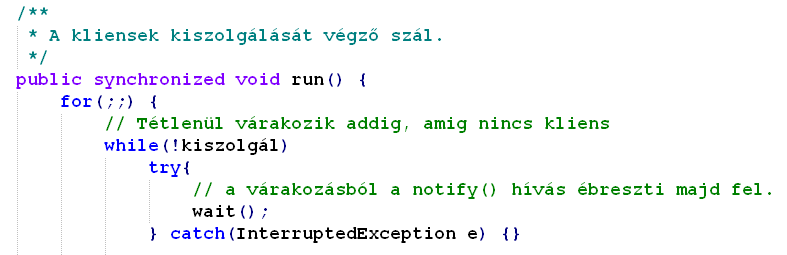 /**
 * A kliensek kiszolgálását végző szál.
 */
public synchronized void run() {
    for(;;) {
        // Tétlenül várakozik addig, amig nincs kliens
        while(!kiszolgál)
            try{
                // a várakozásból a notify() hívás ébreszti majd fel.
                wait();
            } catch(InterruptedException e) {}